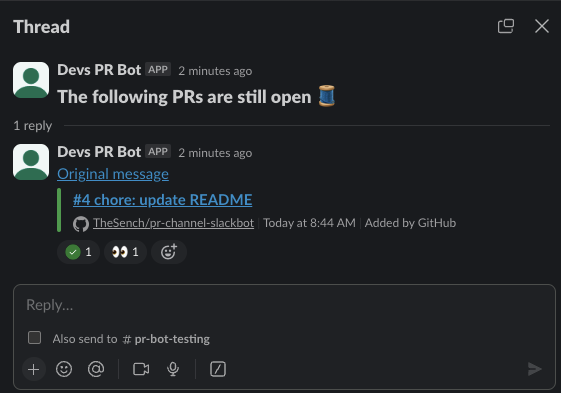 Thread
Devs PR Bot APP 2 minutes ago
The following PRs are still open
1 reply
Devs PR Bot APP 2 minutes ago
Original message
#4 chore: update README
TheSench/pr-channel-slackbot Today at 8:44 AM Added by GitHub
1 1
Reply...
Also send to # pr-bot-testing